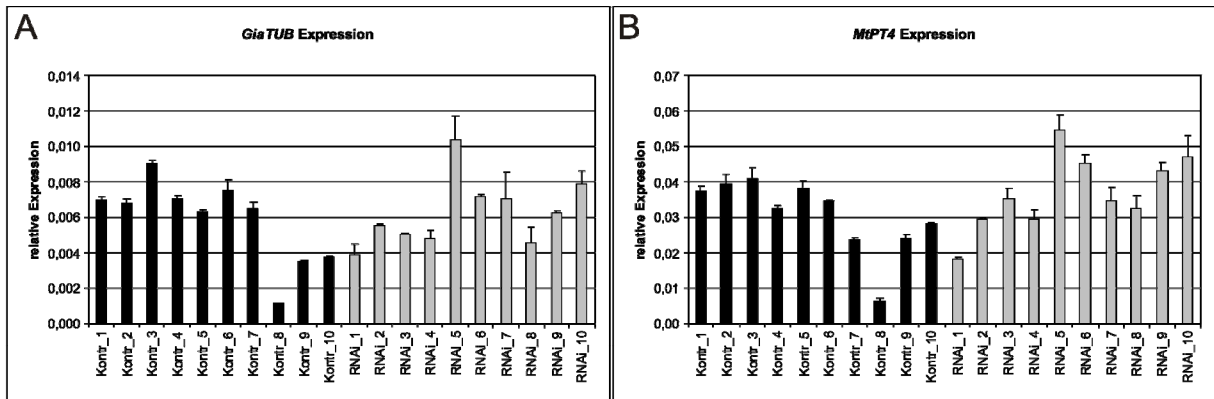 A
GiaTUB Expression
relative Expression
0,014
0,012
0,010
0,008
0,006
0,004
0,002
0,000
Kontr_1
Kontr_2
Kontr_3
Kontr_4
Kontr_5
Kontr_6
Kontr_7
Kontr_8
Kontr_9
Kontr_10
RNAi_1
RNAi_2
RNAi_3
RNAi_4
RNAi_5
RNAi_6
RNAi_7
RNAi_8
RNAi_9
RNAi_10
B
MtPT4 Expression
relative Expression
0,07
0,06
0,05
0,04
0,03
0,02
0,01
0,00
Kontr_1
Kontr_2
Kontr_3
Kontr_4
Kontr_5
Kontr_6
Kontr_7
Kontr_8
Kontr_9
Kontr_10
RNAi_1
RNAi_2
RNAi_3
RNAi_4
RNAi_5
RNAi_6
RNAi_7
RNAi_8
RNAi_9
RNAi_10